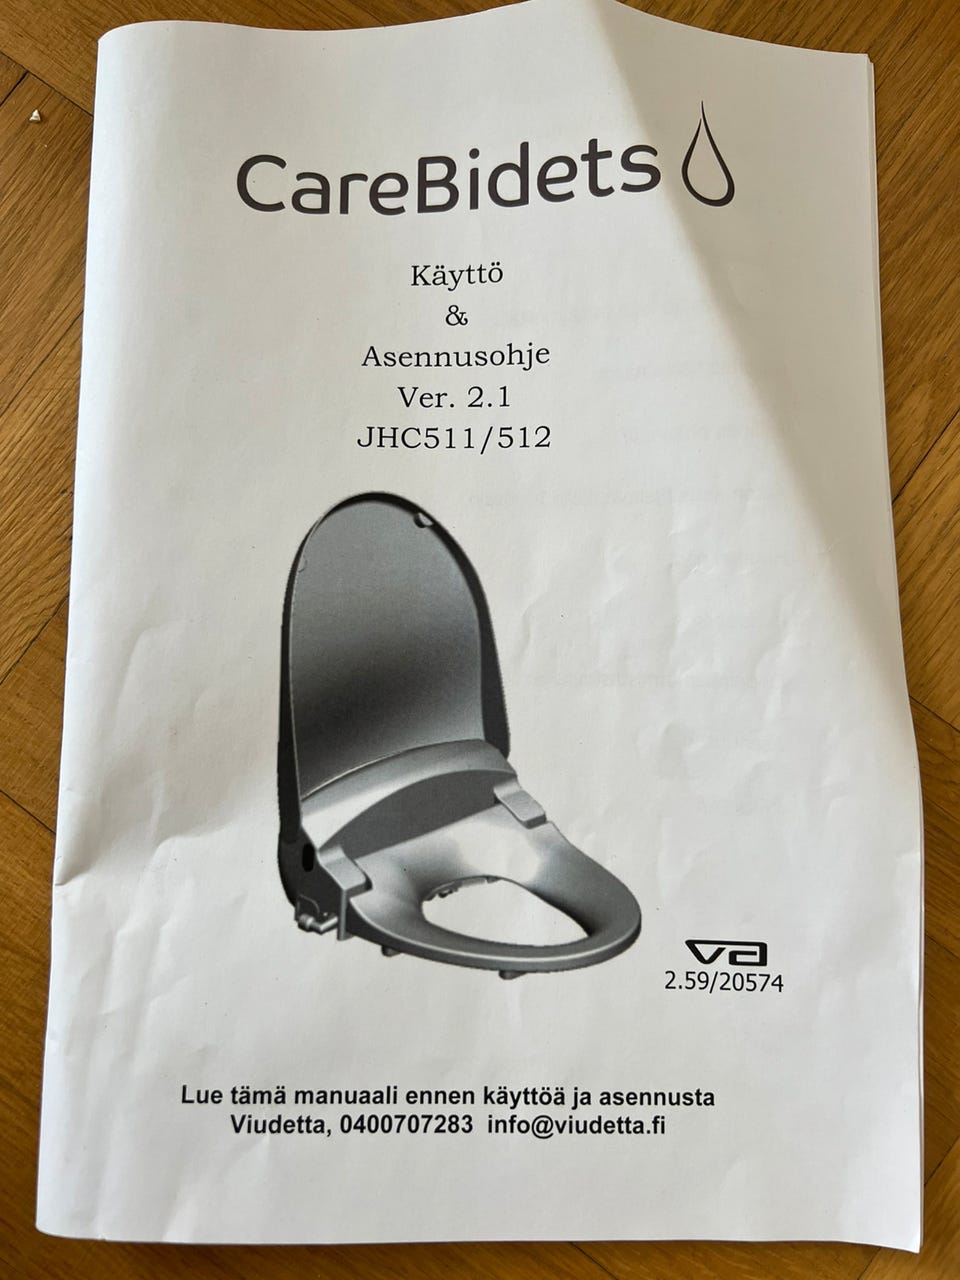 CareBidets
Käyttö
&
Asennusohje
Ver. 2.1
JHC511/512
va
2.59/20574
Lue tämä manuaali ennen käyttöä ja asennusta
Viudetta, 0400707283 info@viudetta.fi